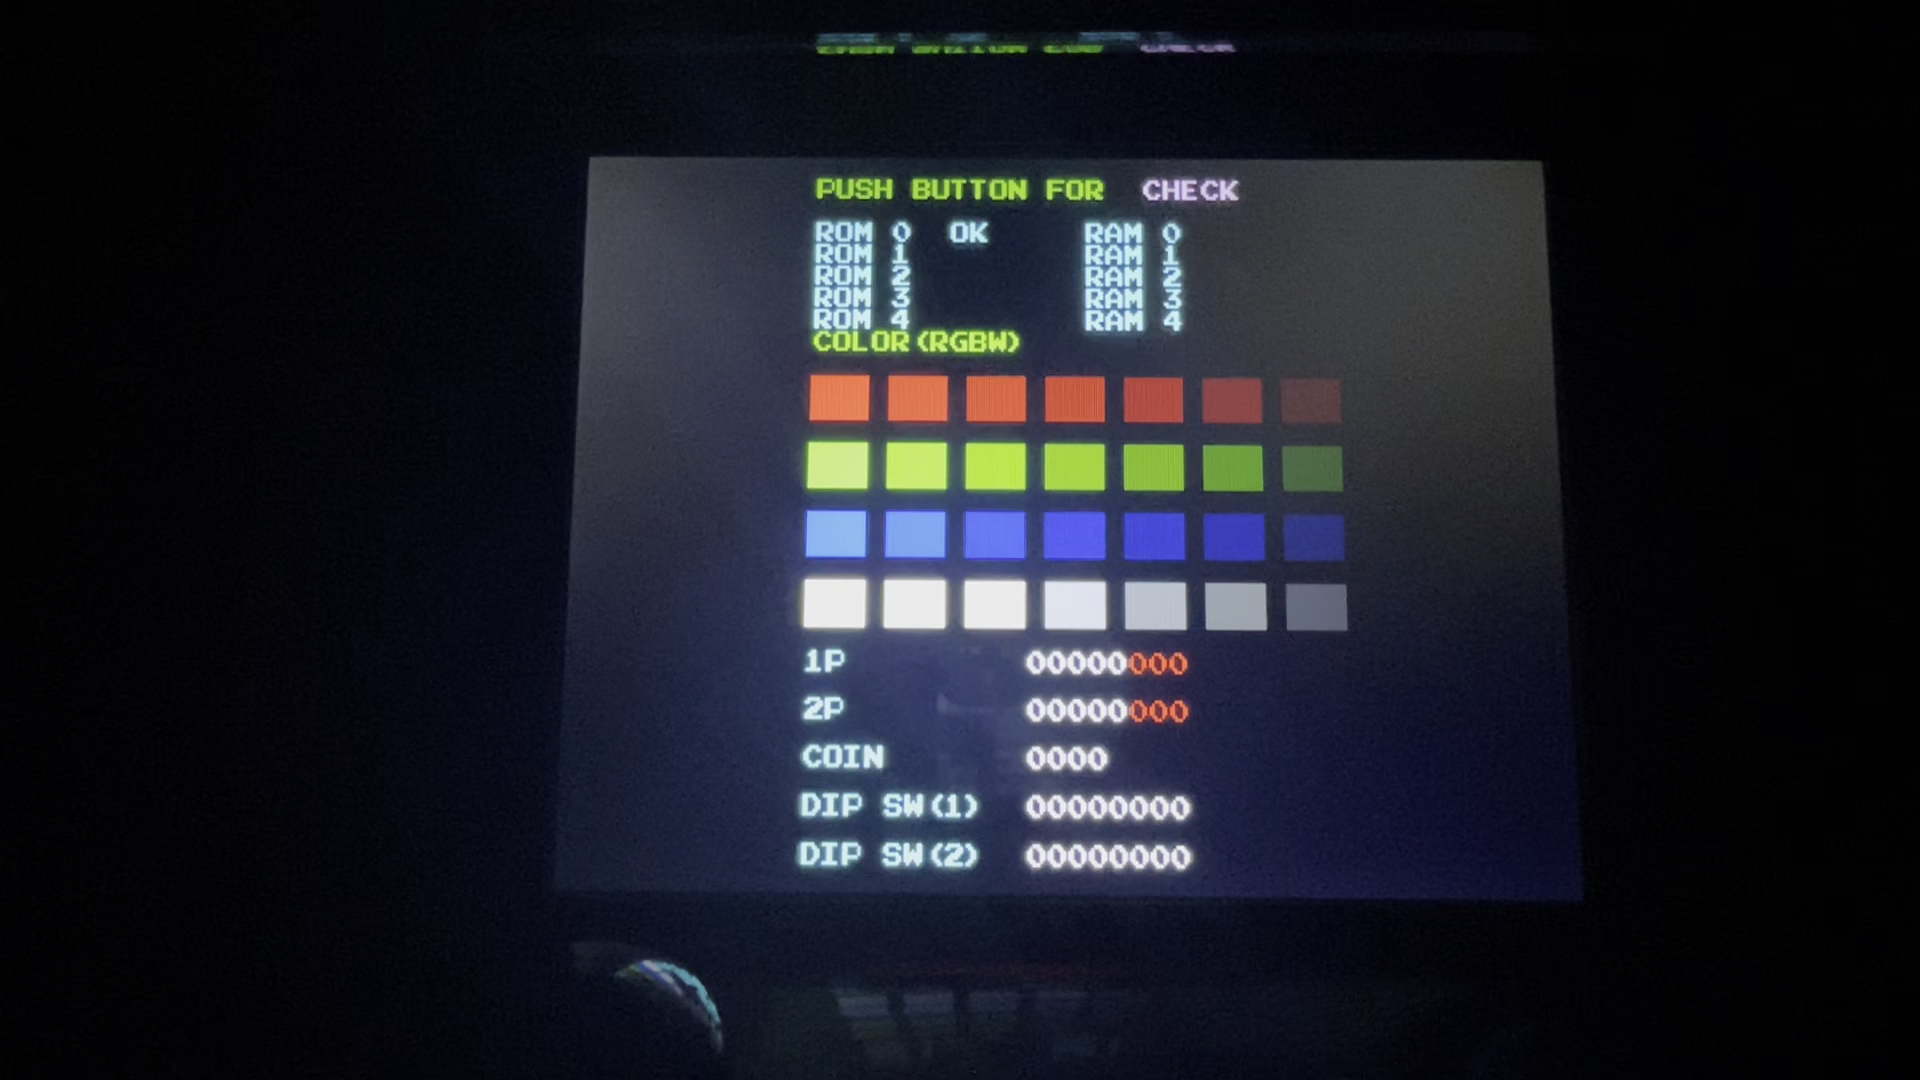 PUSH BUTTON FOR CHECK
ROM 0 OK RAM 0
ROM 1 RAM 1
ROM 2 RAM 2
ROM 3 RAM 3
ROM 4 RAM 4
COLOR(RGBW)
1P 00000000
2P 00000000
COIN 0000
DIP SW(1) 00000000
DIP SW(2) 00000000